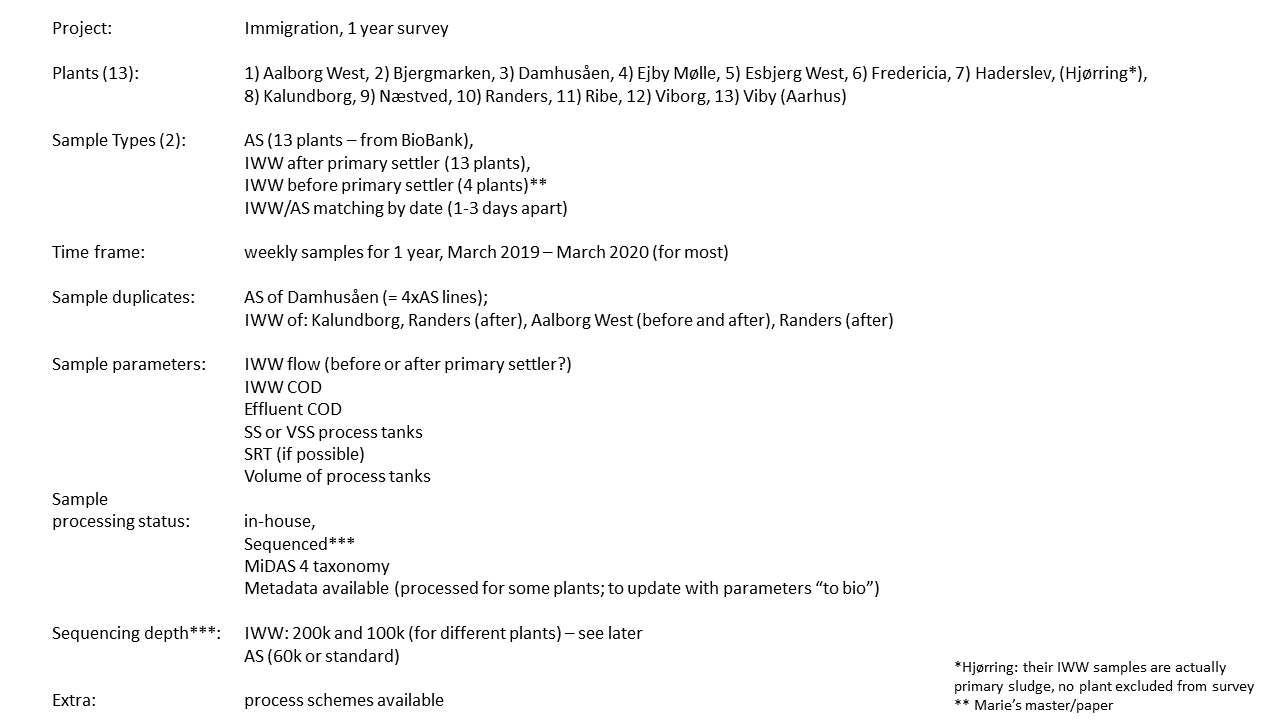 Project: Immigration, 1 year survey
Plants (13): 1) Aalborg West, 2) Bjergmarken, 3) Damhusåen, 4) Ejby Mølle, 5) Esbjerg West, 6) Fredericia, 7) Haderslev, (Hjørring*),
8) Kalundborg, 9) Næstved, 10) Randers, 11) Ribe, 12) Viborg, 13) Viby (Aarhus)
Sample Types (2): AS (13 plants – from BioBank),
IWW after primary settler (13 plants),
IWW before primary settler (4 plants)**
IWW/AS matching by date (1-3 days apart)
Time frame: weekly samples for 1 year, March 2019 – March 2020 (for most)
Sample duplicates: AS of Damhusåen (= 4xAS lines);
IWW of: Kalundborg, Randers (after), Aalborg West (before and after), Randers (after)
Sample parameters: IWW flow (before or after primary settler?)
IWW COD
Effluent COD
SS or VSS process tanks
SRT (if possible)
Volume of process tanks
Sample
processing status: in-house,
Sequenced***
MiDAS 4 taxonomy
Metadata available (processed for some plants; to update with parameters “to bio”)
Sequencing depth***: IWW: 200k and 100k (for different plants) – see later
AS (60k or standard)
Extra: process schemes available
*Hjørring: their IWW samples are actually
primary sludge, no plant excluded from survey
** Marie’s master/paper